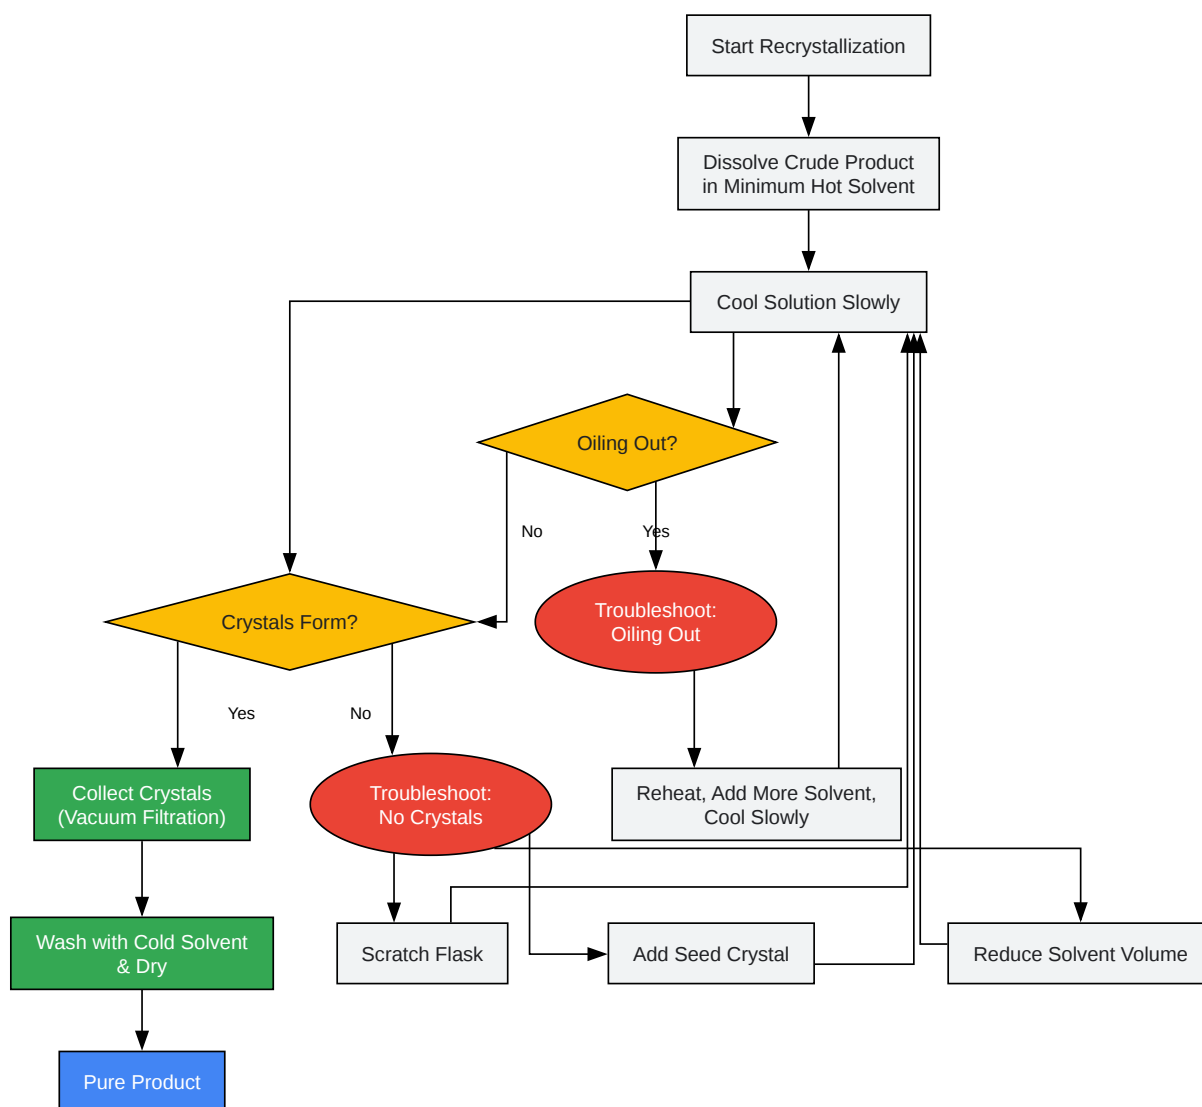 Start Recrystallization
Dissolve Crude Product
in Minimum Hot Solvent
Cool Solution Slowly
Oiling Out?
No
Yes
Crystals Form?
Troubleshoot:
Oiling Out
Yes
No
Collect Crystals
(Vacuum Filtration)
Troubleshoot:
No Crystals
Reheat, Add More Solvent,
Cool Slowly
Wash with Cold Solvent
& Dry
Scratch Flask
Add Seed Crystal
Reduce Solvent Volume
Pure Product